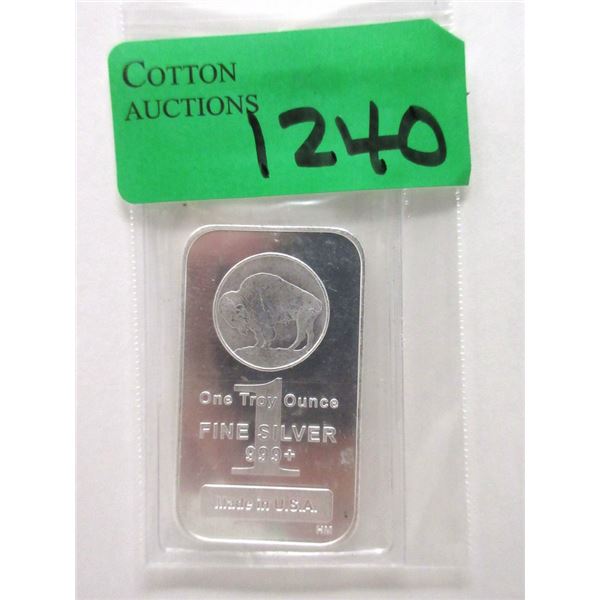 COTTON
AUCTIONS
1240
1
One Troy Ounce
FINE SILVER
999+
Made in U.S.A.
HM